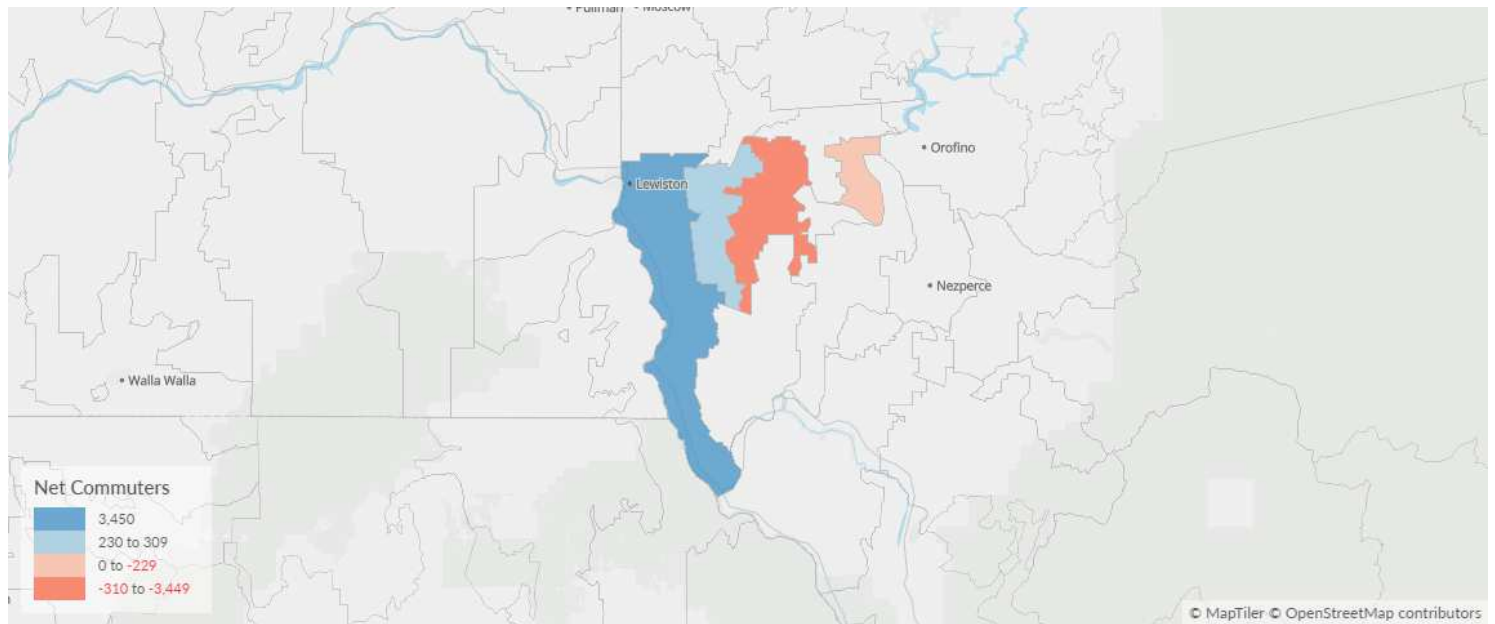 Pullman
Moscow
Orofino
Lewiston
Nezperce
Walla Walla
Net Commuters
3,450
230 to 309
0 to -229
-310 to -3,449
© MapTiler © OpenStreetMap contributors